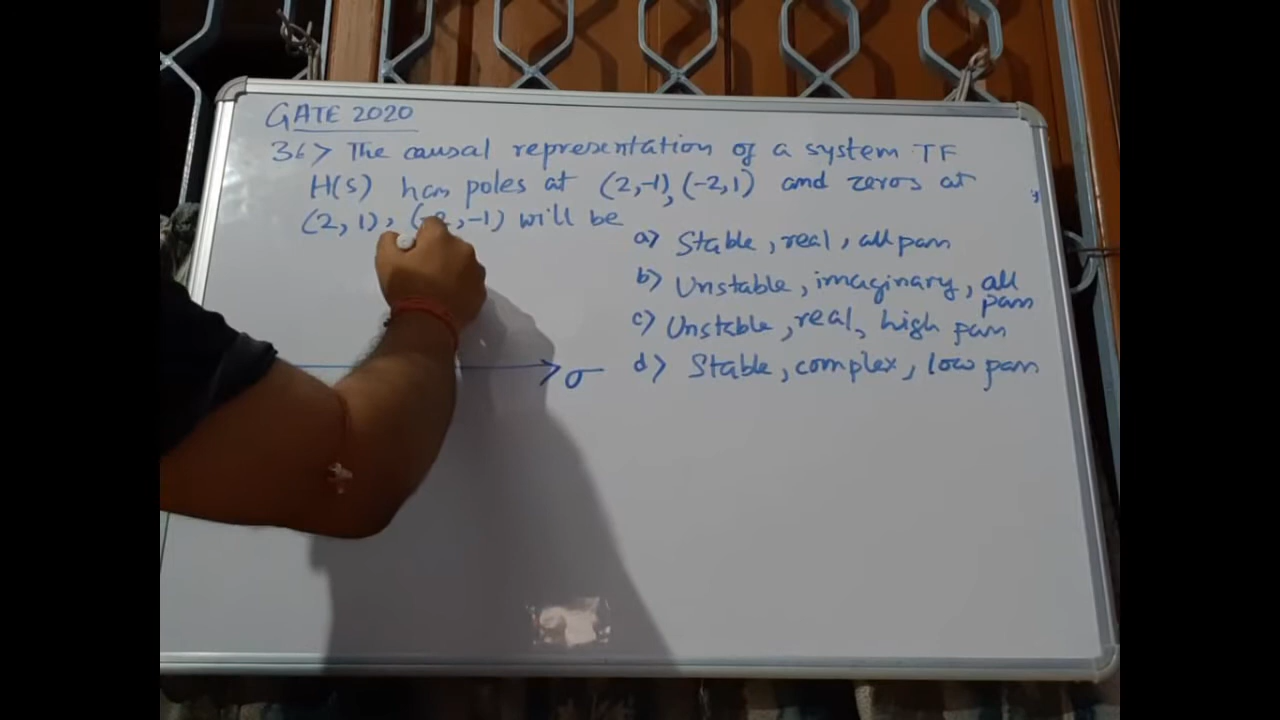 GATE 2020
36> The causal representation of a system TF
H(s) has poles at (2,-1), (-2,1) and zeros at
(2,1), (-2,-1) will be
a> Stable, real, all pass
b> Unstable, imaginary, all
pass
c> Unstable, real, high pass
d> Stable, complex, low pass
σ